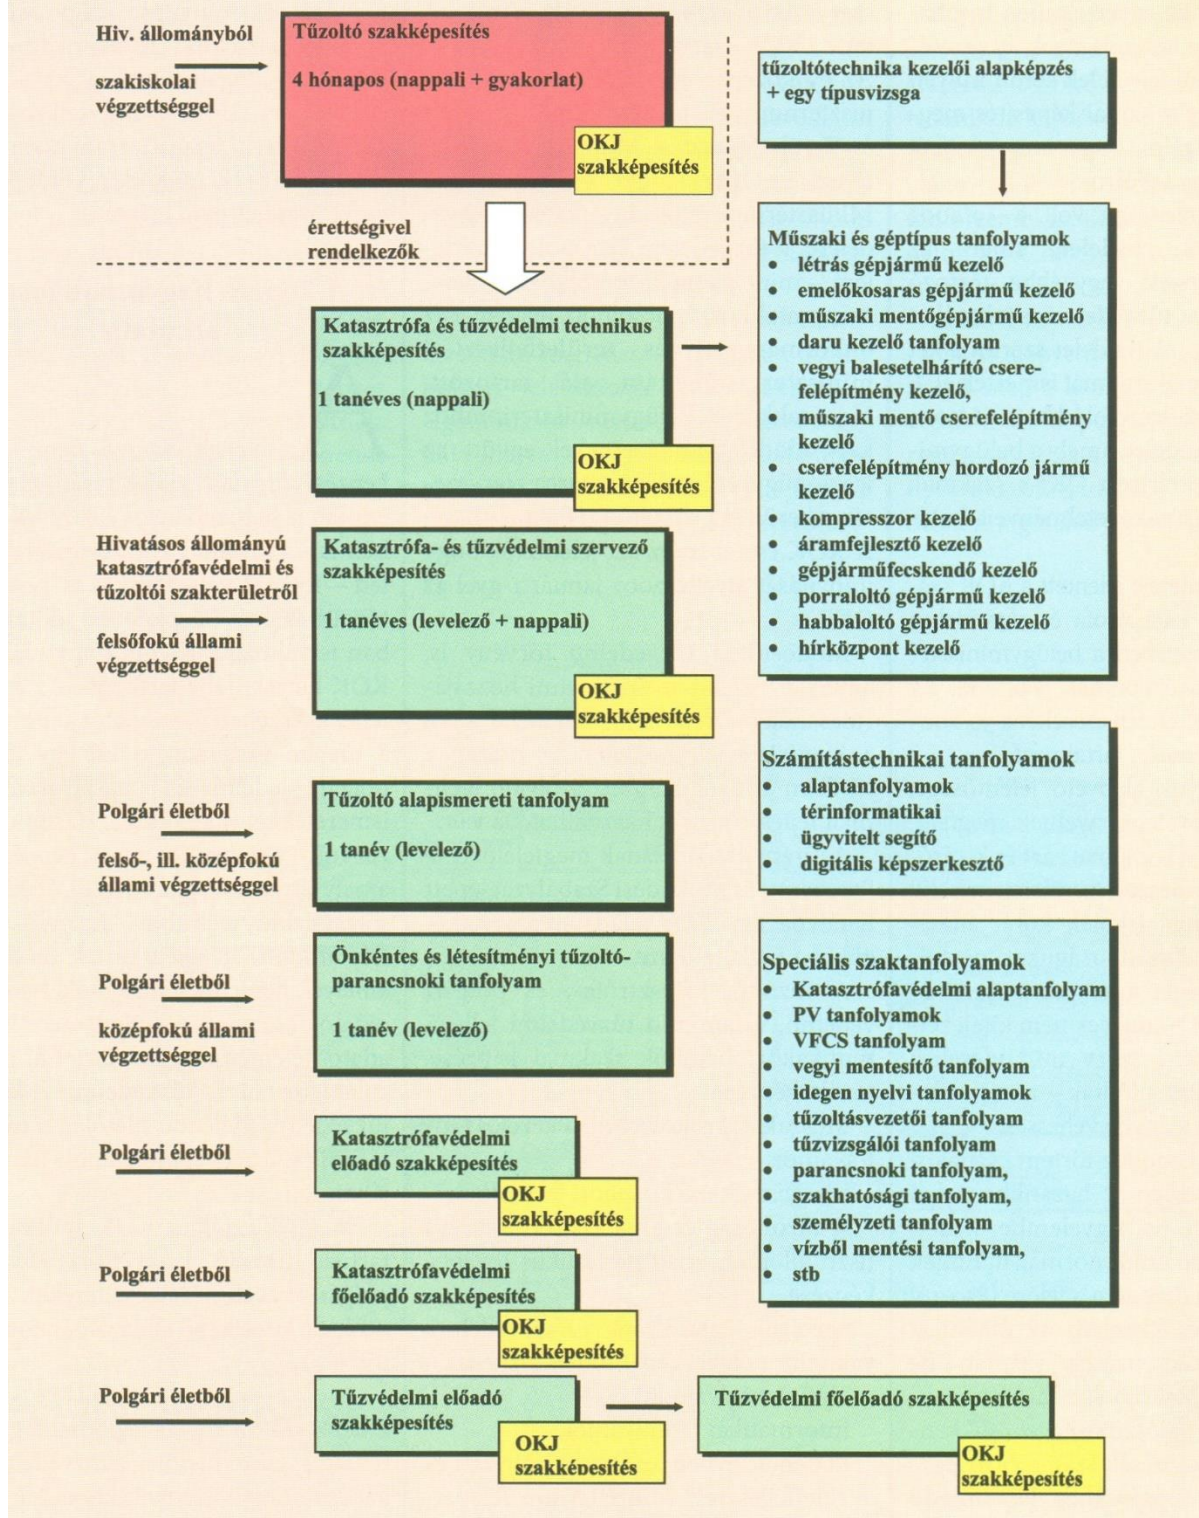 Hiv. állományból
szakiskolai
végzettséggel
Tűzoltó szakképesítés
4 hónapos (nappali + gyakorlat)
OKJ
szakképesítés
érettségivel
rendelkezők
Katasztrófa és tűzvédelmi technikus
szakképesítés
1 tanéves (nappali)
OKJ
szakképesítés
Hivatásos állományú
katasztrófavédelmi és
tűzoltói szakterületről
felsőfokú állami
végzettséggel
Katasztrófa- és tűzvédelmi szervező
szakképesítés
1 tanéves (levelező + nappali)
OKJ
szakképesítés
Polgári életből
felső-, ill. középfokú
állami végzettséggel
Tűzoltó alapismereti tanfolyam
1 tanév (levelező)
Polgári életből
középfokú állami
végzettséggel
Önkéntes és létesítményi tűzoltó-
parancsnoki tanfolyam
1 tanév (levelező)
Polgári életből
Katasztrófavédelmi
előadó szakképesítés
OKJ
szakképesítés
Polgári életből
Katasztrófavédelmi
főelőadó szakképesítés
OKJ
szakképesítés
Polgári életből
Tűzvédelmi előadó
szakképesítés
OKJ
szakképesítés
Tűzvédelmi főelőadó szakképesítés
OKJ
szakképesítés
tűzoltótechnika kezelői alapképzés
+ egy típusvizsga
Műszaki és géptípus tanfolyamok
• létrás gépjármű kezelő
• emelőkosaras gépjármű kezelő
• műszaki mentőgépjármű kezelő
• daru kezelő tanfolyam
• vegyi balesetelhárító csere-
felépítmény kezelő,
• műszaki mentő cserefelépítmény
kezelő
• cserefelépítmény hordozó jármű
kezelő
• kompresszor kezelő
• áramfejlesztő kezelő
• gépjárműfecskendő kezelő
• porraloltó gépjármű kezelő
• habbaloltó gépjármű kezelő
• hírközpont kezelő
Számítástechnikai tanfolyamok
• alaptanfolyamok
• térinformatikai
• ügyvitelt segítő
• digitális képszerkesztő
Speciális szaktanfolyamok
• Katasztrófavédelmi alaptanfolyam
• PV tanfolyamok
• VFCS tanfolyam
• vegyi mentesítő tanfolyam
• idegen nyelvi tanfolyamok
• tűzoltásvezetői tanfolyam
• tűzvizsgálói tanfolyam
• parancsnoki tanfolyam,
• szakhatósági tanfolyam,
• személyzeti tanfolyam
• vízből mentési tanfolyam,
• stb